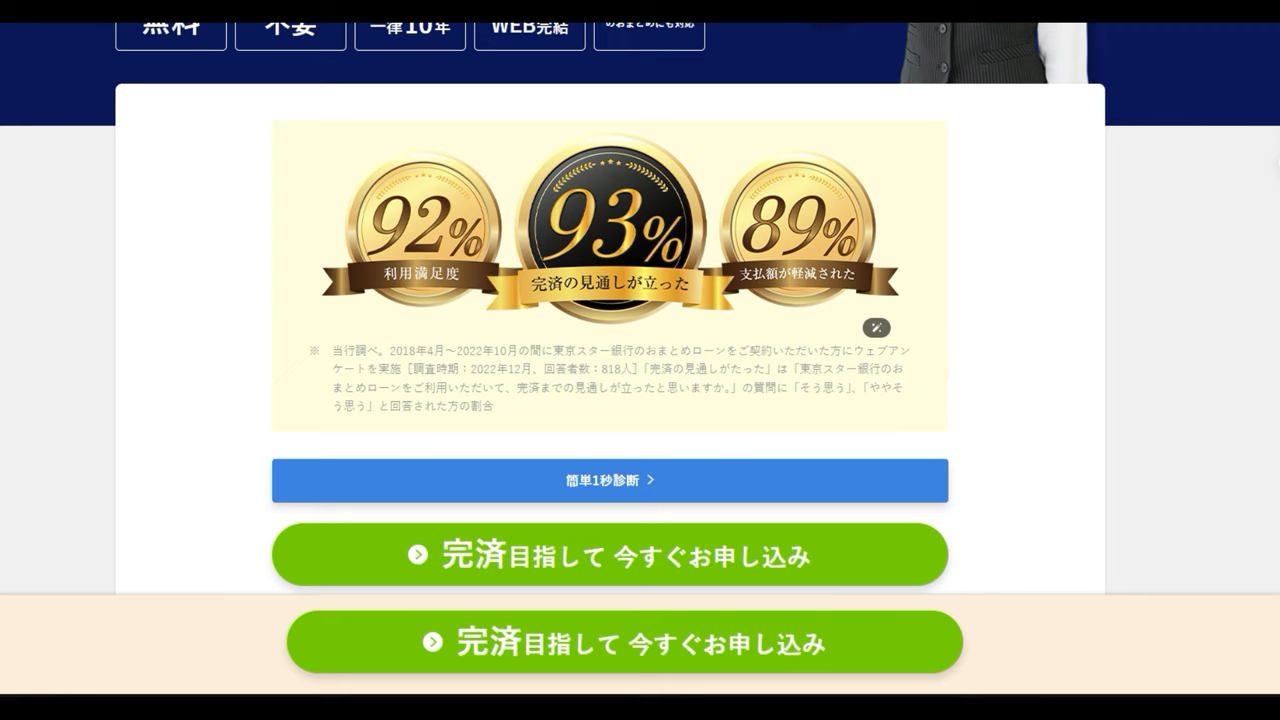 無料
不要
一律10年
WEB完結
のおまとめにも対応
92%
利用満足度
93%
完済の見通しが立った
89%
支払額が軽減された
※ 当行調べ。2018年4月〜2022年10月の間に東京スター銀行のおまとめローンをご契約いただいた方にウェブアン
ケートを実施［調査時期：2022年12月、回答者数：818人］「完済の見通しがたった」は「東京スター銀行のお
まとめローンをご利用いただいて、完済までの見通しが立ったと思いますか。」の質問に「そう思う」、「ややそ
う思う」と回答された方の割合
簡単1秒診断
完済目指して 今すぐお申し込み
完済目指して 今すぐお申し込み